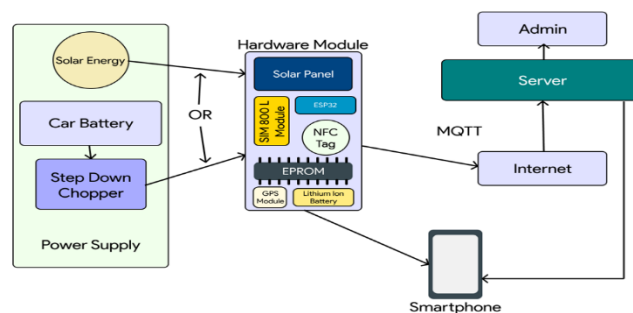 Solar Energy
Car Battery
Step Down
Chopper
Power Supply
OR
Hardware Module
Solar Panel
SIM 800 L
Module
ESP32
NFC
Tag
EPROM
GPS
Module
Lithium Ion
Battery
MQTT
Admin
Server
Internet
Smartphone